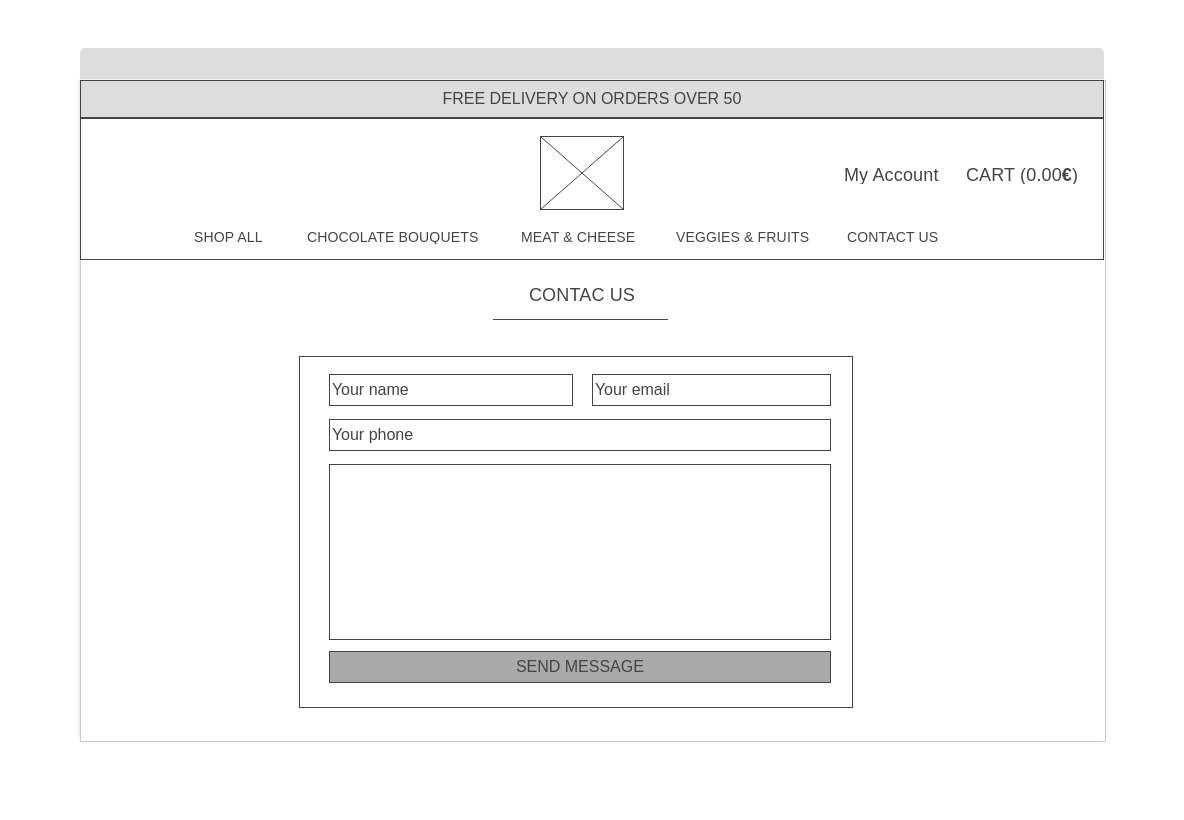 FREE DELIVERY ON ORDERS OVER 50
My Account CART (0.00€)
SHOP ALL CHOCOLATE BOUQUETS MEAT & CHEESE VEGGIES & FRUITS CONTACT US
CONTAC US
Your name Your email
Your phone
SEND MESSAGE